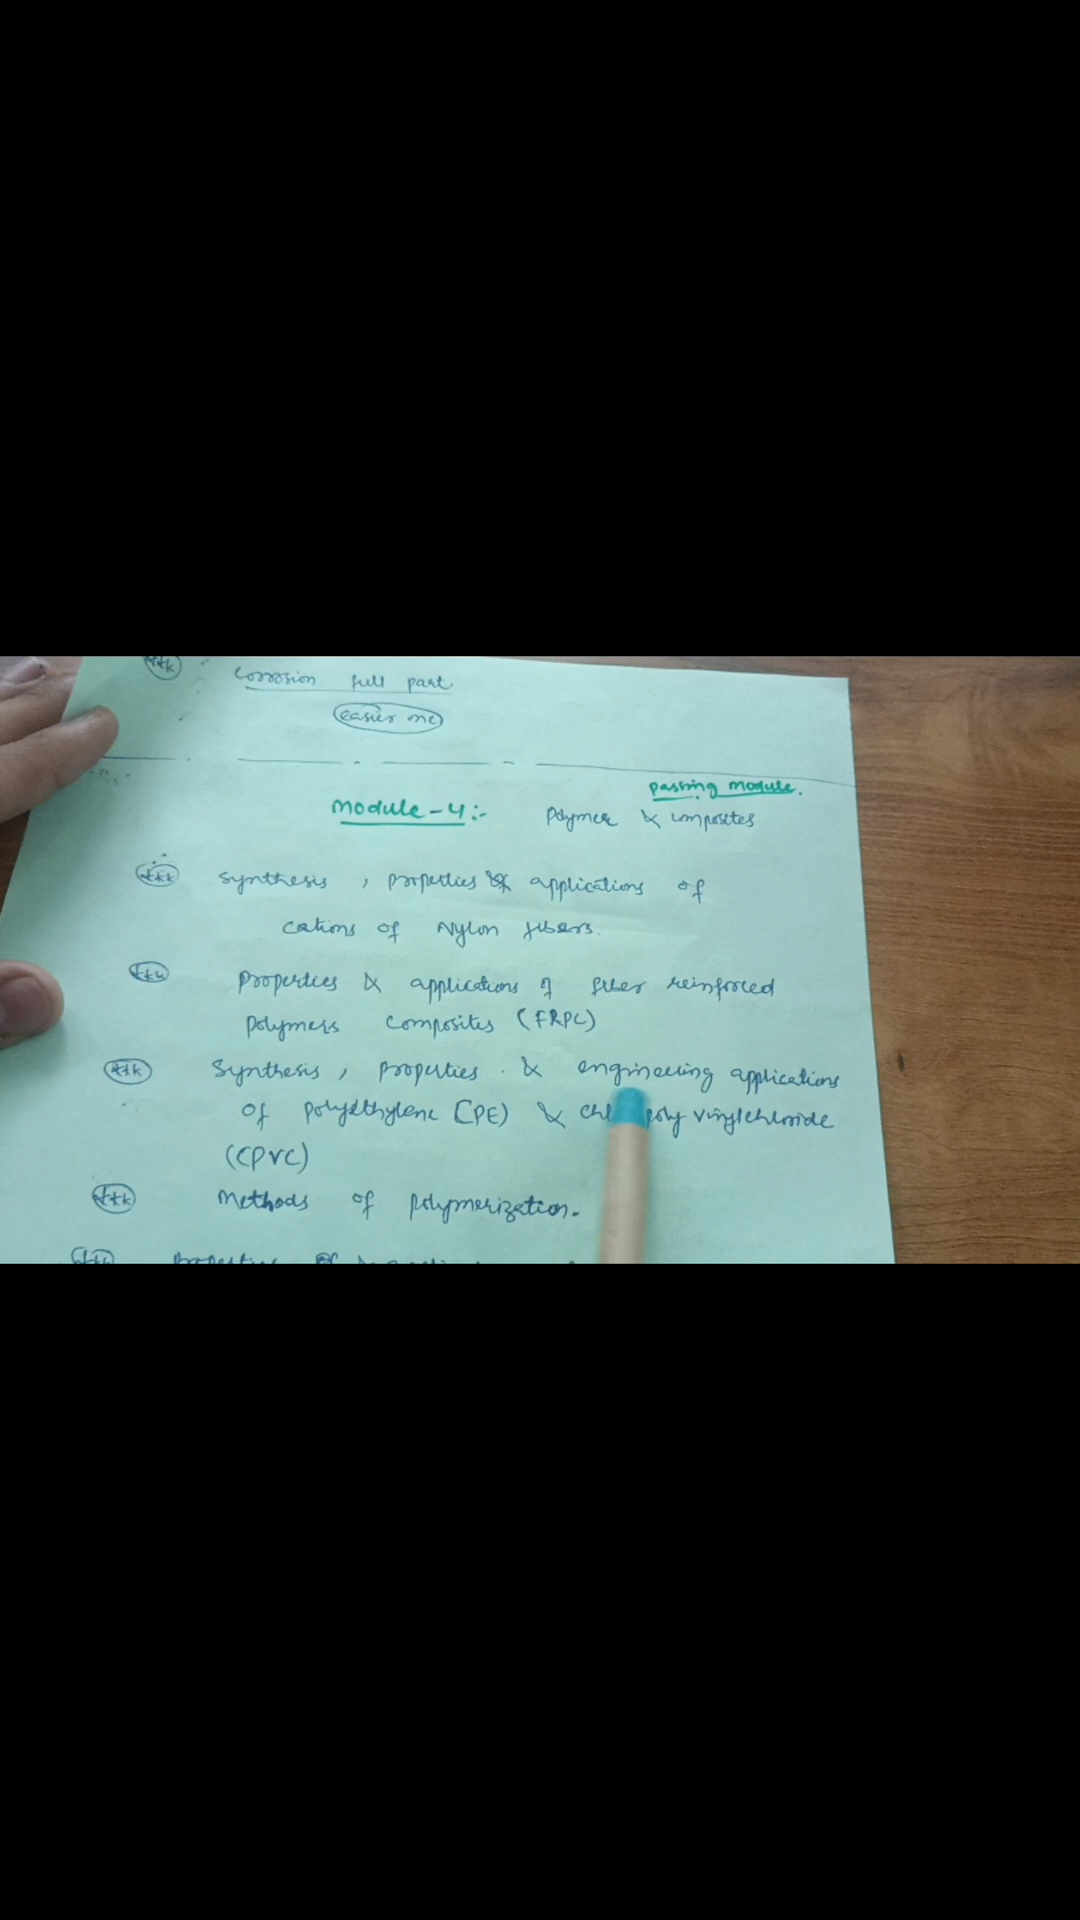 *** corrosion full part
easier one
passing module.
Module-4:- Polymer & composites
*** Synthesis, properties & applications of
cations of Nylon fibers.
*** properties & applications of fiber reinforced
polymers composites (FRPC)
*** Synthesis, properties & engineering applications
of polyethylene [PE) & poly vinylchloride
(CPVC)
*** Methods of polymerization.
*** properties of